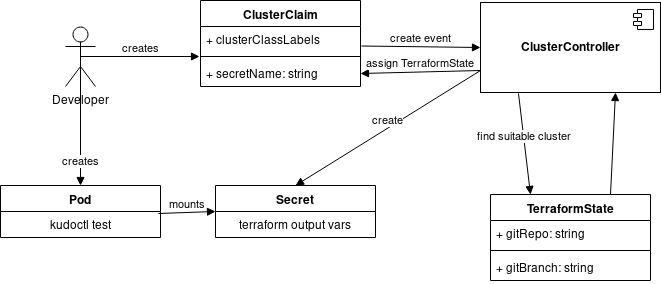 ClusterClaim
+ clusterClassLabels
+ secretName: string
creates
create event
assign TerraformState
ClusterController
Developer
creates
create
find suitable cluster
Pod
kudoctl test
mounts
Secret
terraform output vars
TerraformState
+ gitRepo: string
+ gitBranch: string